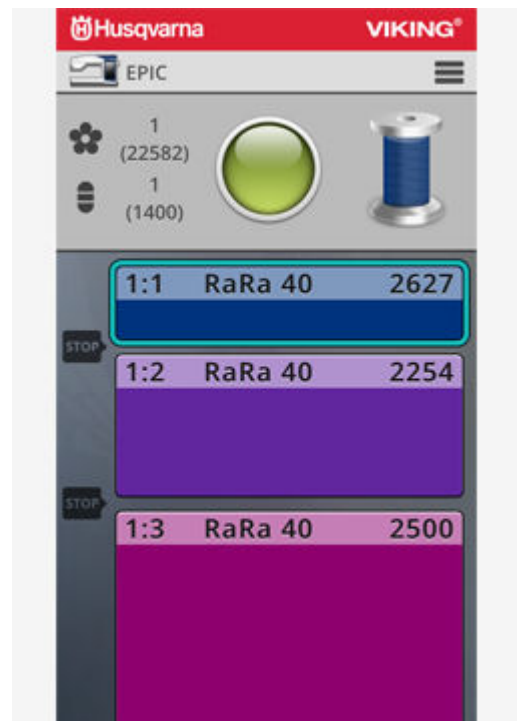 Husqvarna VIKING®
EPIC
1
(22582)
1
(1400)
1:1 RaRa 40 2627
STOP
1:2 RaRa 40 2254
STOP
1:3 RaRa 40 2500